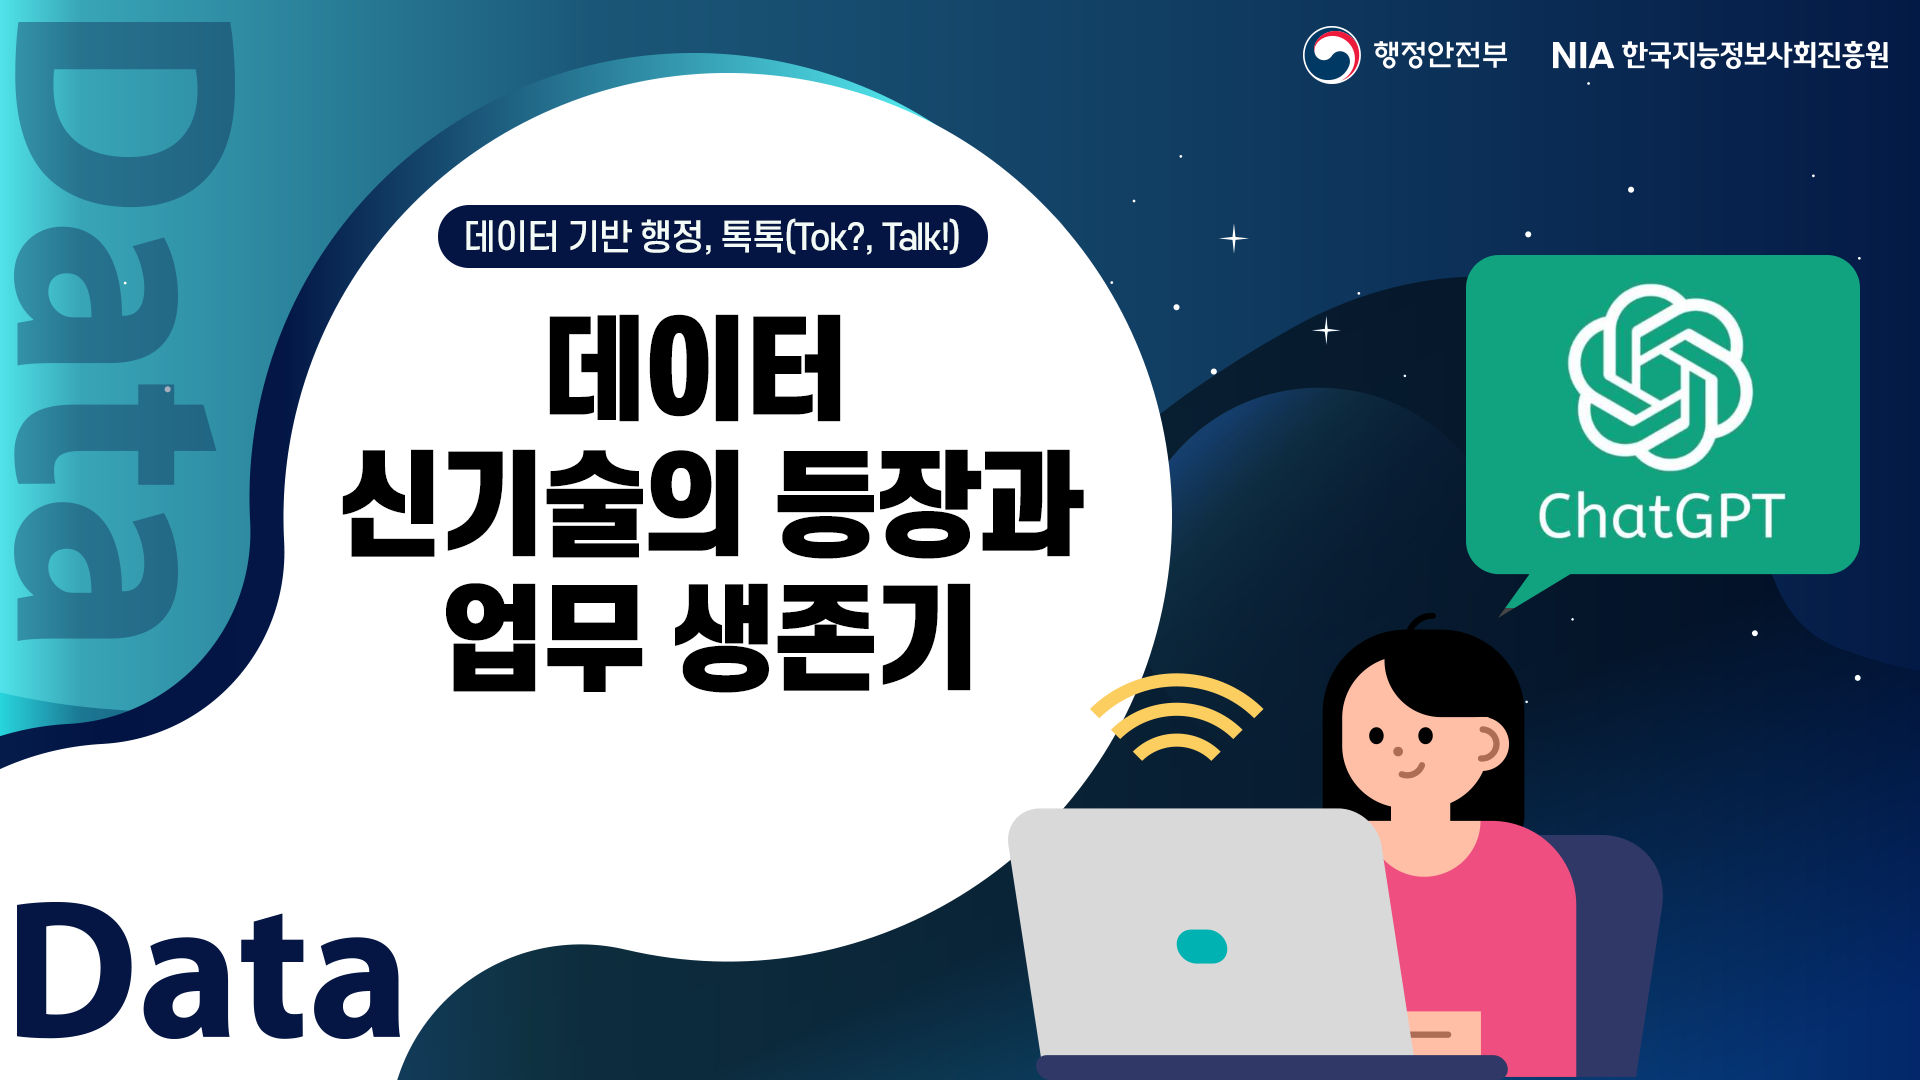 행정안전부
NIA 한국지능정보사회진흥원
Data
데이터 기반 행정, 톡톡(Tok?, Talk!)
데이터
신기술의 등장과
업무 생존기
ChatGPT
Data